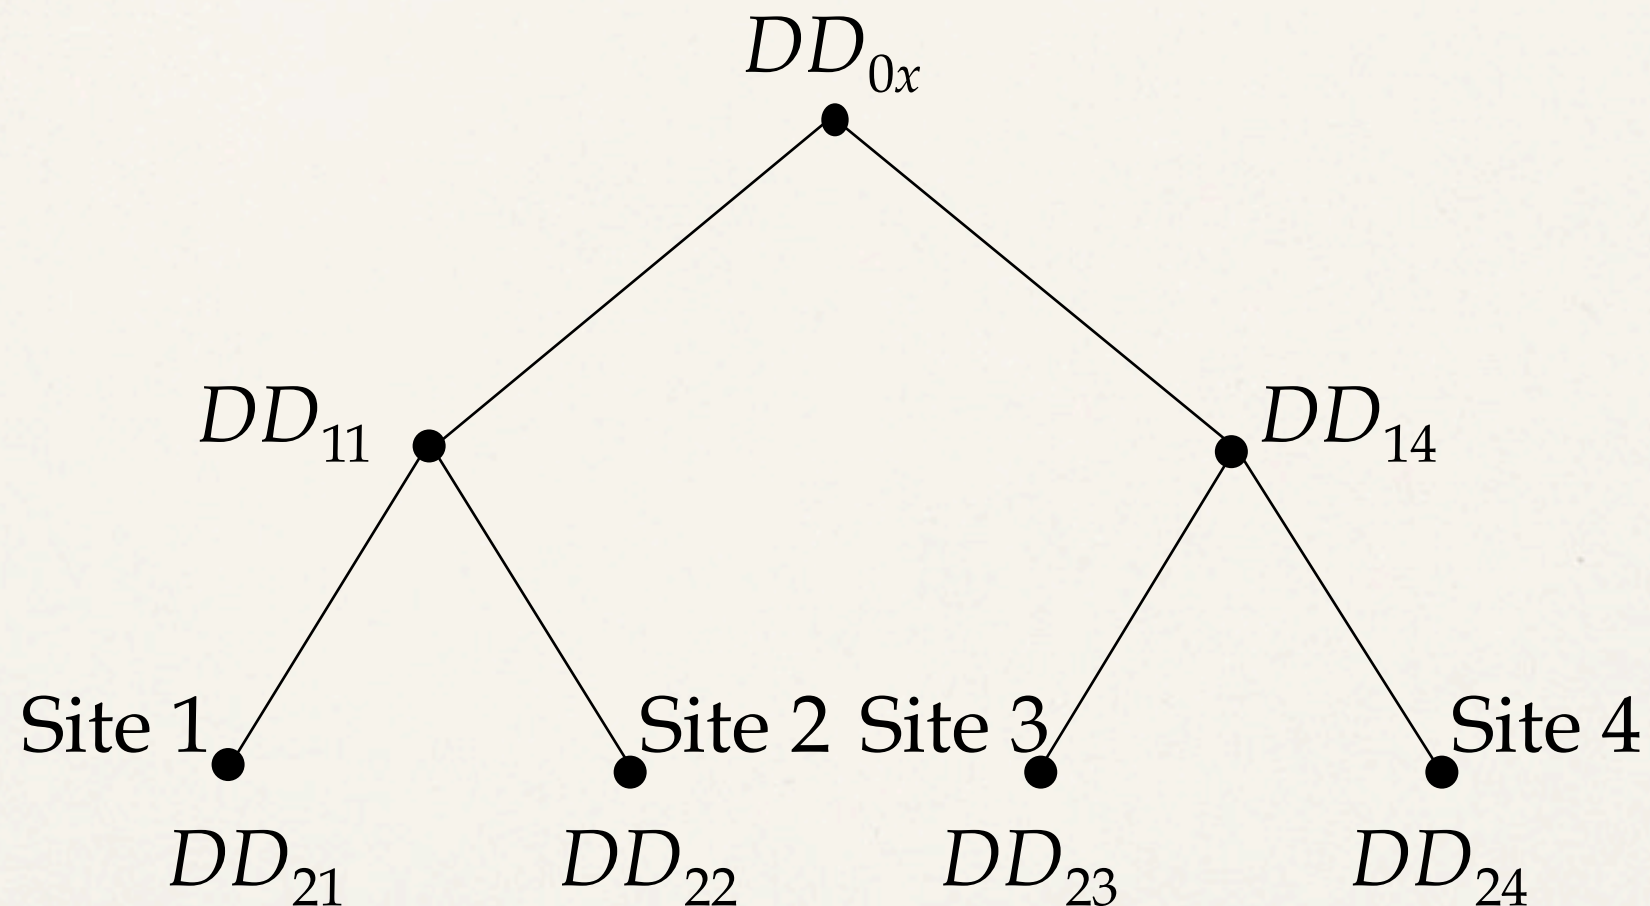 DD0x
DD11
DD14
Site 1
Site 2
Site 3
Site 4
DD21
DD22
DD23
DD24